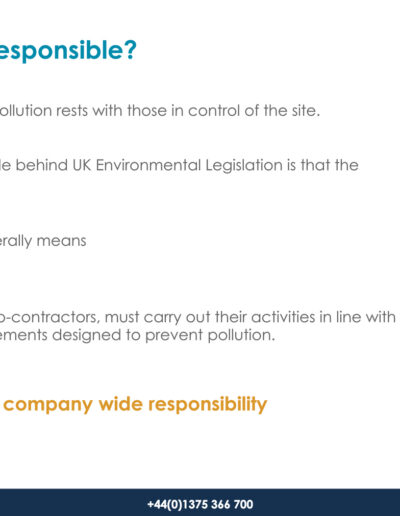 esponsible?
ollution rests with those in control of the site.
le behind UK Environmental Legislation is that the
erally means
o-contractors, must carry out their activities in line with
ements designed to prevent pollution.
company wide responsibility
+44(0)1375 366 700